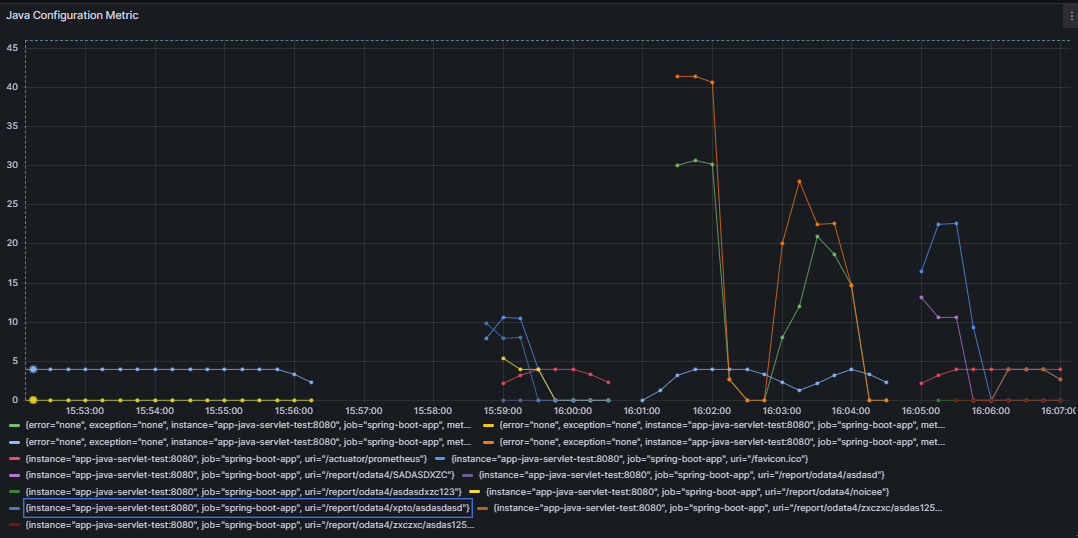 Java Configuration Metric
45
40
35
30
25
20
15
10
5
0
15:53:00 15:54:00 15:55:00 15:56:00 15:57:00 15:58:00 15:59:00 16:00:00 16:01:00 16:02:00 16:03:00 16:04:00 16:05:00 16:06:00 16:07:00
{error="none", exception="none", instance="app-java-servlet-test:8080", job="spring-boot-app", met... {error="none", exception="none", instance="app-java-servlet-test:8080", job="spring-boot-app", met...
{error="none", exception="none", instance="app-java-servlet-test:8080", job="spring-boot-app", met... {error="none", exception="none", instance="app-java-servlet-test:8080", job="spring-boot-app", met...
{instance="app-java-servlet-test:8080", job="spring-boot-app", uri="/actuator/prometheus"} {instance="app-java-servlet-test:8080", job="spring-boot-app", uri="/favicon.ico"}
{instance="app-java-servlet-test:8080", job="spring-boot-app", uri="/report/odata4/SADASDXZC"} {instance="app-java-servlet-test:8080", job="spring-boot-app", uri="/report/odata4/asdasd"}
{instance="app-java-servlet-test:8080", job="spring-boot-app", uri="/report/odata4/asdasdxzc123"} {instance="app-java-servlet-test:8080", job="spring-boot-app", uri="/report/odata4/noicee"}
{instance="app-java-servlet-test:8080", job="spring-boot-app", uri="/report/odata4/xpto/asdasdasd"} {instance="app-java-servlet-test:8080", job="spring-boot-app", uri="/report/odata4/zxczxc/asdas125...
{instance="app-java-servlet-test:8080", job="spring-boot-app", uri="/report/odata4/zxczxc/asdas125...